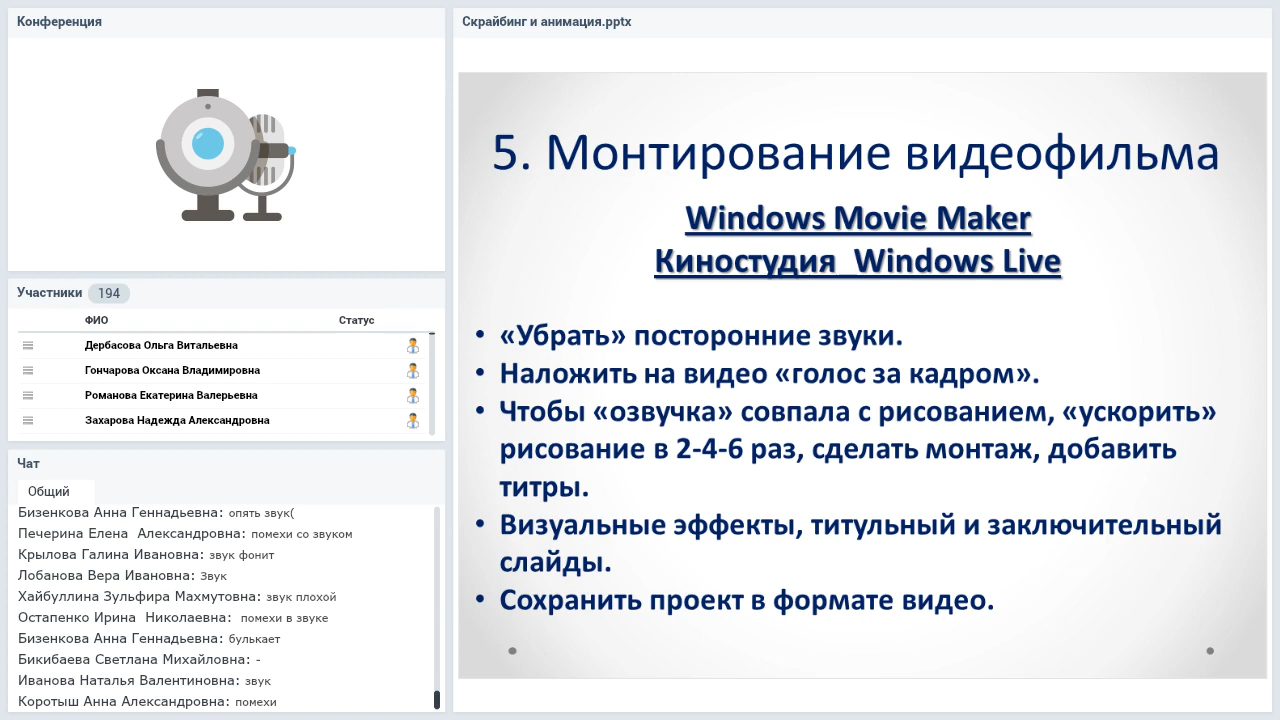 Конференция
Участники 194
ФИО Статус
Дербасова Ольга Витальевна
Гончарова Оксана Владимировна
Романова Екатерина Валерьевна
Захарова Надежда Александровна
Чат
Общий
Бизенкова Анна Геннадьевна: опять звук(
Печерина Елена Александровна: помехи со звуком
Крылова Галина Ивановна: звук фонит
Лобанова Вера Ивановна: Звук
Хайбуллина Зульфира Махмутовна: звук плохой
Остапенко Ирина Николаевна: помехи в звуке
Бизенкова Анна Геннадьевна: булькает
Бикибаева Светлана Михайловна: -
Иванова Наталья Валентиновна: звук
Коротыш Анна Александровна: помехи
Скрайбинг и анимация.pptx
5. Монтирование видеофильма
Windows Movie Maker
Киностудия Windows Live
• «Убрать» посторонние звуки.
• Наложить на видео «голос за кадром».
• Чтобы «озвучка» совпала с рисованием, «ускорить»
рисование в 2-4-6 раз, сделать монтаж, добавить
титры.
• Визуальные эффекты, титульный и заключительный
слайды.
• Сохранить проект в формате видео.